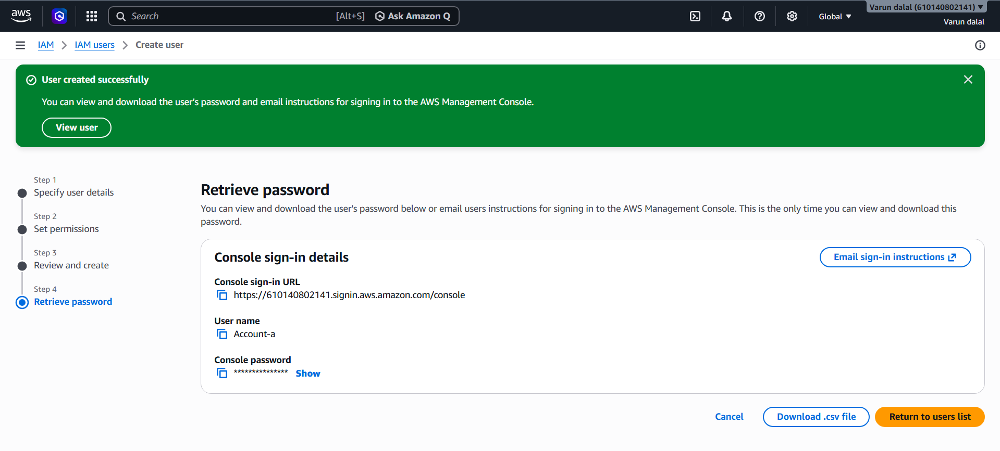 aws
Search
[Alt+S]
Ask Amazon Q
Global
Varun dalal (610140802141)
Varun dalal
IAM
IAM users
Create user
User created successfully
You can view and download the user's password and email instructions for signing in to the AWS Management Console.
View user
Step 1
Specify user details
Step 2
Set permissions
Step 3
Review and create
Step 4
Retrieve password
Retrieve password
You can view and download the user's password below or email users instructions for signing in to the AWS Management Console. This is the only time you can view and download this
password.
Console sign-in details
Email sign-in instructions
Console sign-in URL
https://610140802141.signin.aws.amazon.com/console
User name
Account-a
Console password
*************** Show
Cancel
Download .csv file
Return to users list